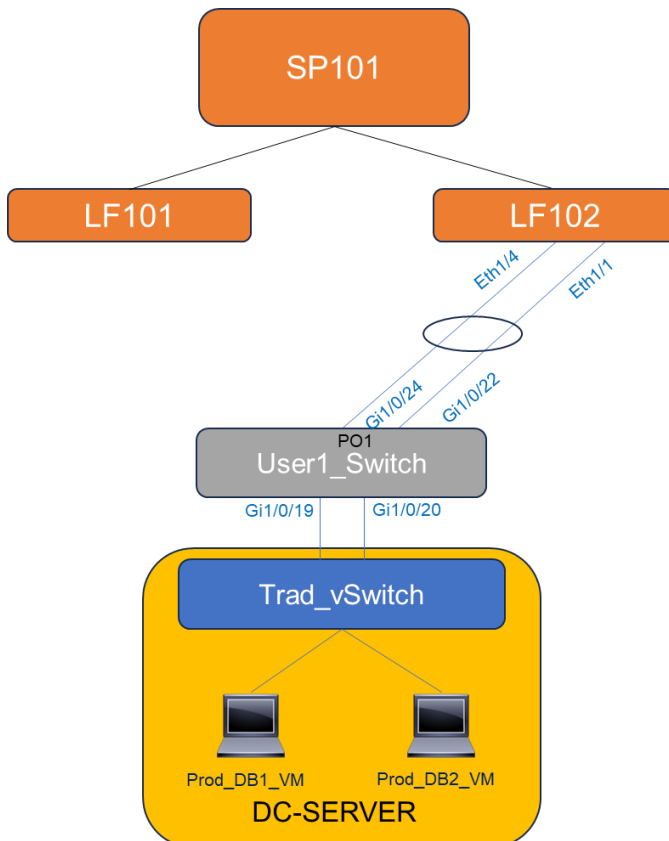 SP101
LF101
LF102
Eth1/4
Eth1/1
Gi1/0/24
Gi1/0/22
PO1
User1_Switch
Gi1/0/19
Gi1/0/20
Trad_vSwitch
Prod_DB1_VM
Prod_DB2_VM
DC-SERVER